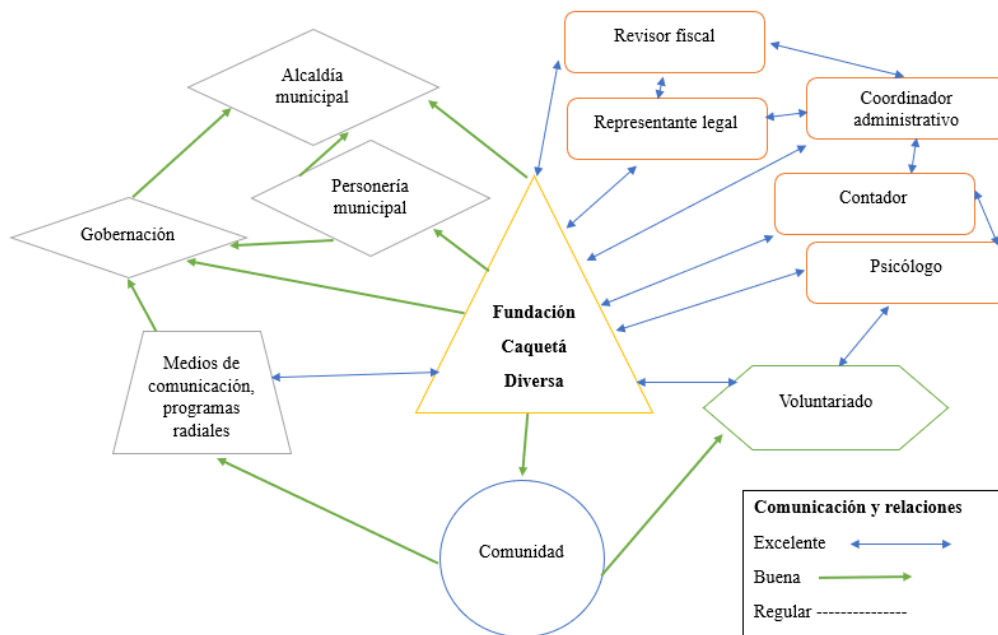 Revisor fiscal
Alcaldía
municipal
Coordinador
administrativo
Representante legal
Personería
municipal
Contador
Gobernación
Psicólogo
Fundación
Caquetá
Diversa
Medios de
comunicación,
programas
radiales
Voluntariado
Comunidad
Comunicación y relaciones
Excelente
Buena
Regular